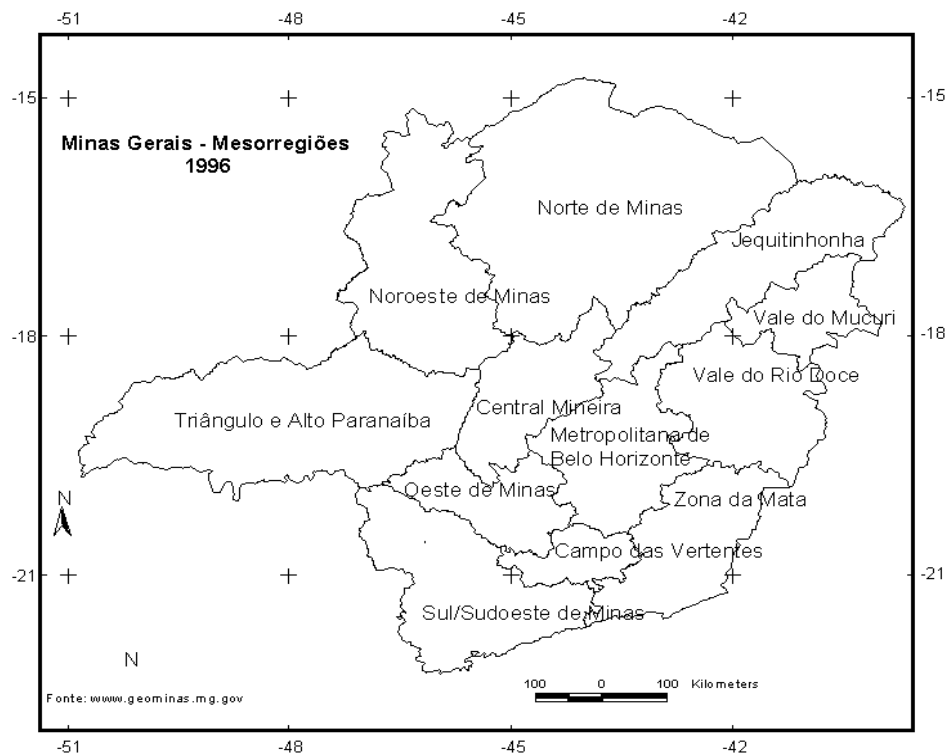 -51 -48 -45 -42
-15 -15
Minas Gerais - Mesorregiões
1996
Norte de Minas
Jequitinhonha
Noroeste de Minas
Vale do Mucuri
-18 -18
Vale do Rio Doce
Central Mineira
Triângulo e Alto Paranaíba
Metropolitana de
Belo Horizonte
Oeste de Minas
N
Zona da Mata
Campo das Vertentes
-21 -21
Sul/Sudoeste de Minas
N
100 0 100 Kilometers
Fonte: www.geominas.mg.gov
-51 -48 -45 -42